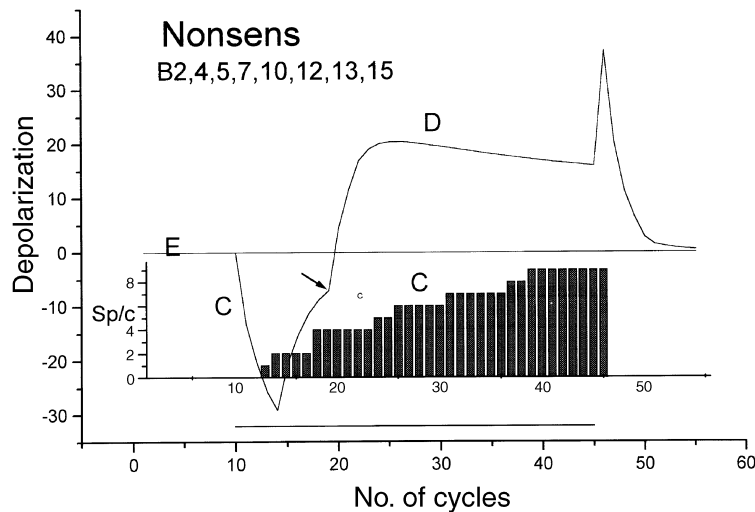 Nonsens
B2,4,5,7,10,12,13,15
40
30
20
10
0
-10
-20
-30
Depolarization
D
E
C
C
c
Sp/c
8
6
4
2
0
10 20 30 40 50
0 10 20 30 40 50 60
No. of cycles